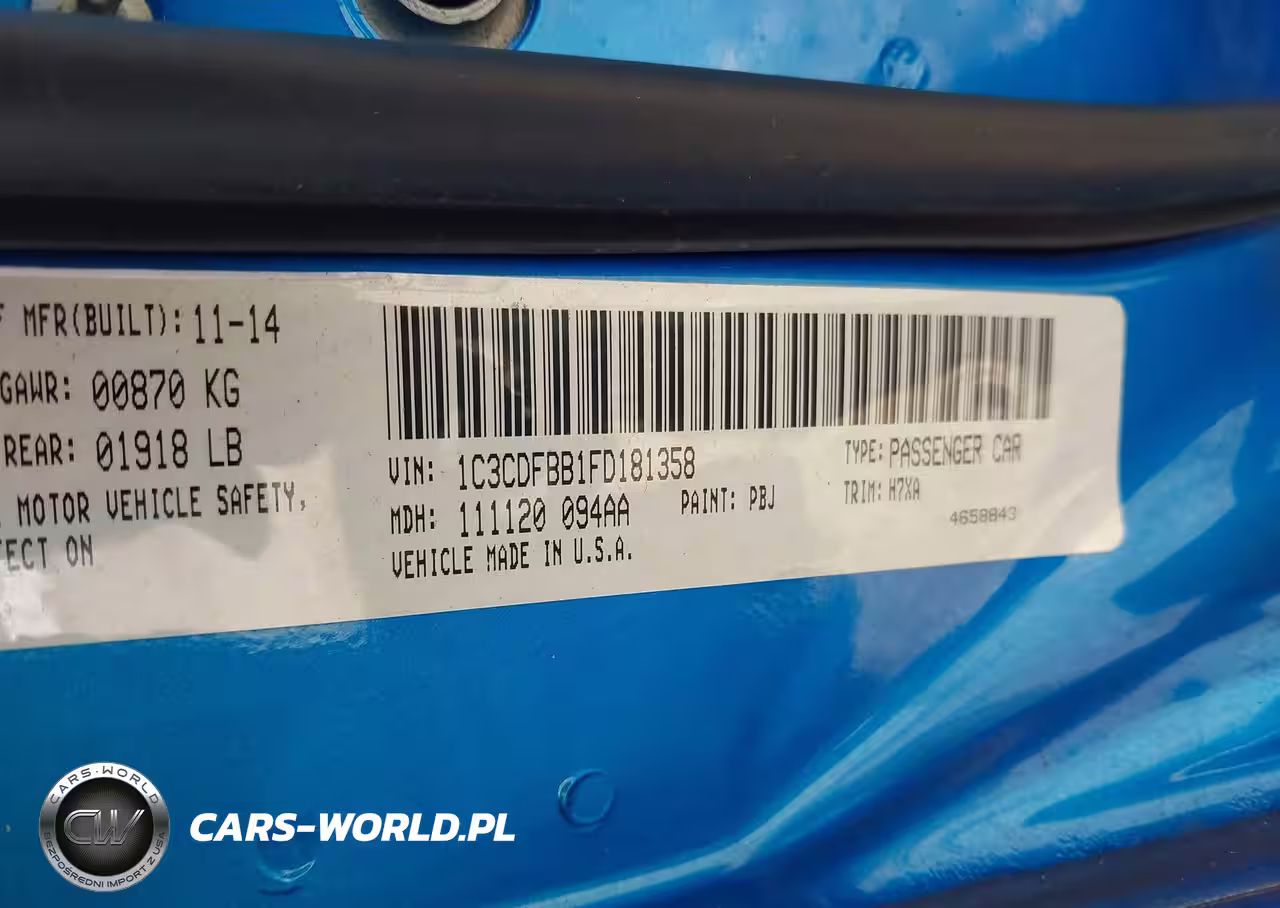 MFR(BUILT): 11-14
GAWR: 00870 KG
REAR: 01918 LB
MOTOR VEHICLE SAFETY,
ON
VIN: 1C3CDFBB1FD181358
TYPE: PASSENGER CAR
MDH: 111120 094AA
PAINT: PBJ
TRIM: H7XA
VEHICLE MADE IN U.S.A.
4658843
CARS-WORLD
CW
BEZPOŚREDNI IMPORT Z USA
CARS-WORLD.PL